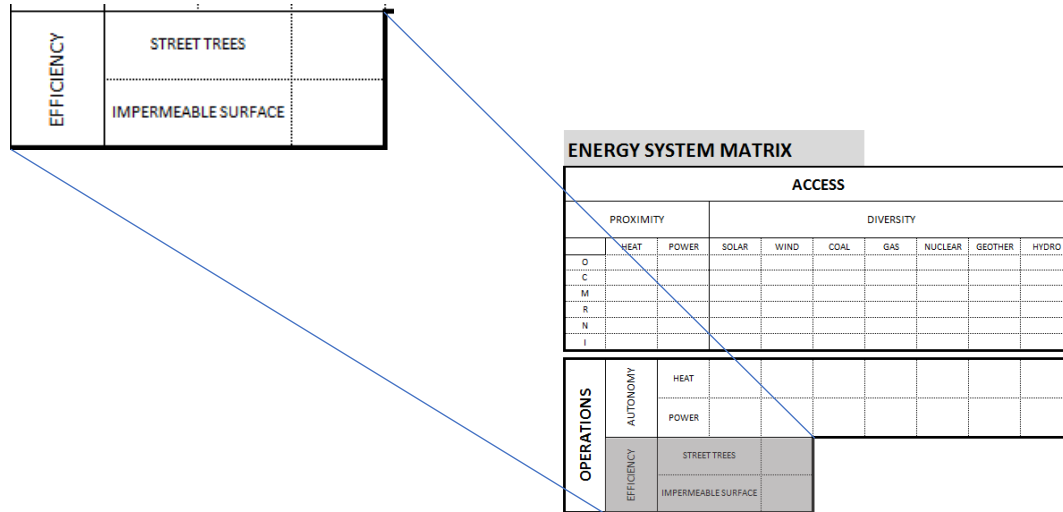 EFFICIENCY
STREET TREES
IMPERMEABLE SURFACE
ENERGY SYSTEM MATRIX
ACCESS
PROXIMITY DIVERSITY
HEAT POWER SOLAR WIND COAL GAS NUCLEAR GEOTHER HYDRO
O
C
M
R
N
I
OPERATIONS
AUTONOMY
HEAT
POWER
EFFICIENCY
STREET TREES
IMPERMEABLE SURFACE